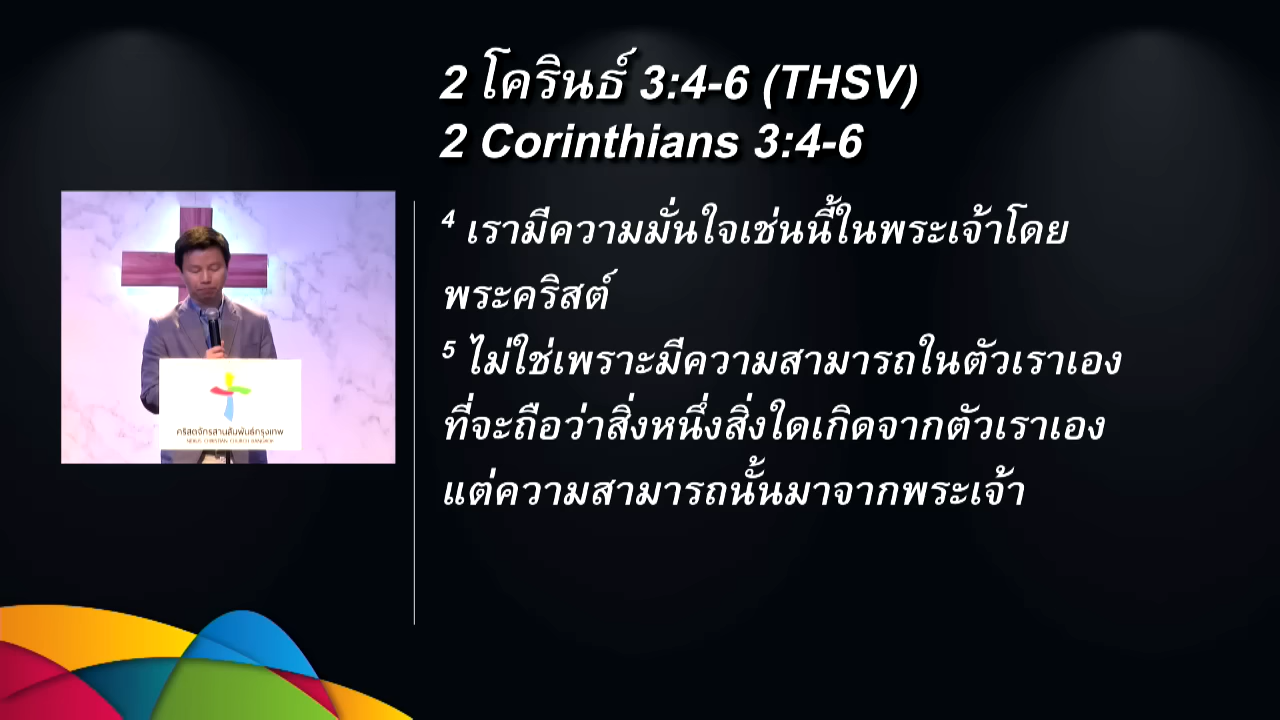 2 โครินธ์ 3:4-6 (THSV)
2 Corinthians 3:4-6
4 เรามีความมั่นใจเช่นนี้ในพระเจ้าโดย
พระคริสต์
5 ไม่ใช่เพราะมีความสามารถในตัวเราเอง
ที่จะถือว่าสิ่งหนึ่งสิ่งใดเกิดจากตัวเราเอง
แต่ความสามารถนั้นมาจากพระเจ้า
คริสตจักรสานสัมพันธ์กรุงเทพ
NEXUS CHRISTIAN CHURCH BANGKOK